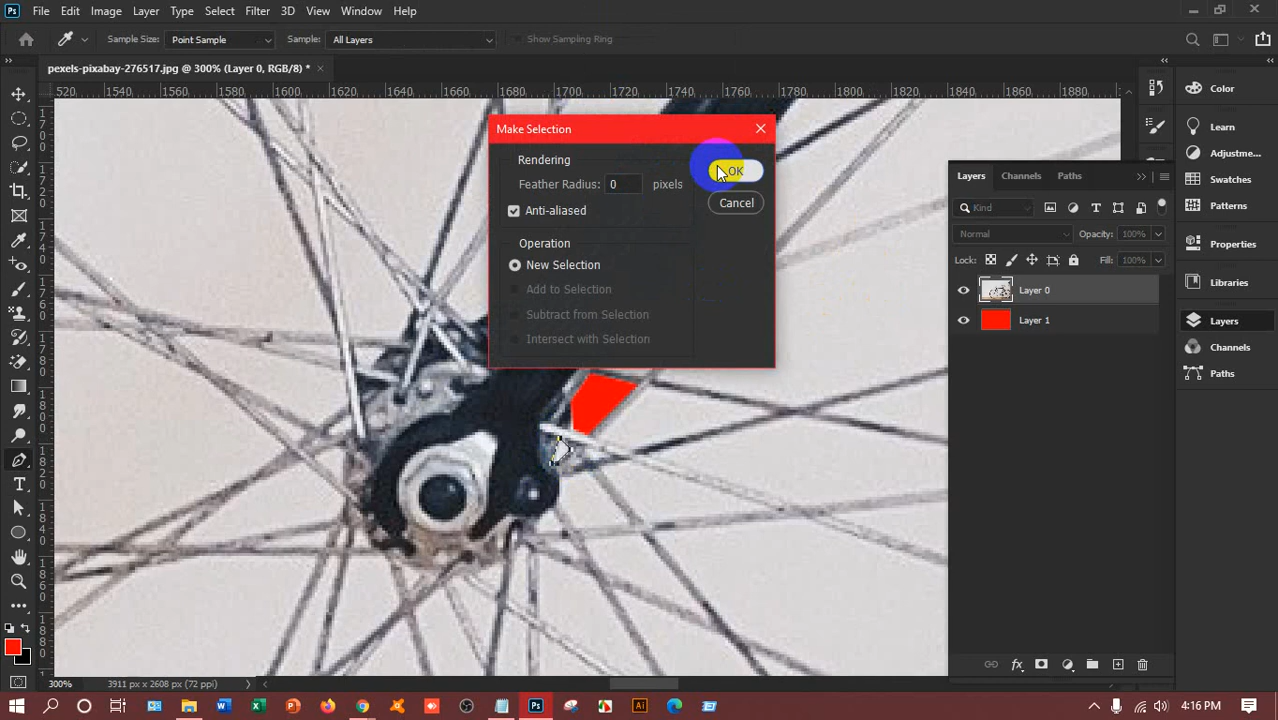 Ps File Edit Image Layer Type Select Filter 3D View Window Help
Sample Size: Point Sample Sample: All Layers Show Sampling Ring
pexels-pixabay-276517.jpg @ 300% (Layer 0, RGB/8) *
520 1540 1560 1580 1600 1620 1640 1660 1680 1700 1720 1740 1760 1780 1800 1820 1840 1860 1880
Make Selection
Rendering
Feather Radius: 0 pixels
OK
Cancel
Anti-aliased
Operation
New Selection
Add to Selection
Subtract from Selection
Intersect with Selection
Color
Learn
Adjustme...
Swatches
Patterns
Properties
Libraries
Layers
Channels
Paths
Layers Channels Paths
Kind
Normal Opacity: 100%
Lock: Fill: 100%
Layer 0
Layer 1
fx
300% 3911 px x 2608 px (72 ppi)
Ps Ai 4:16 PM